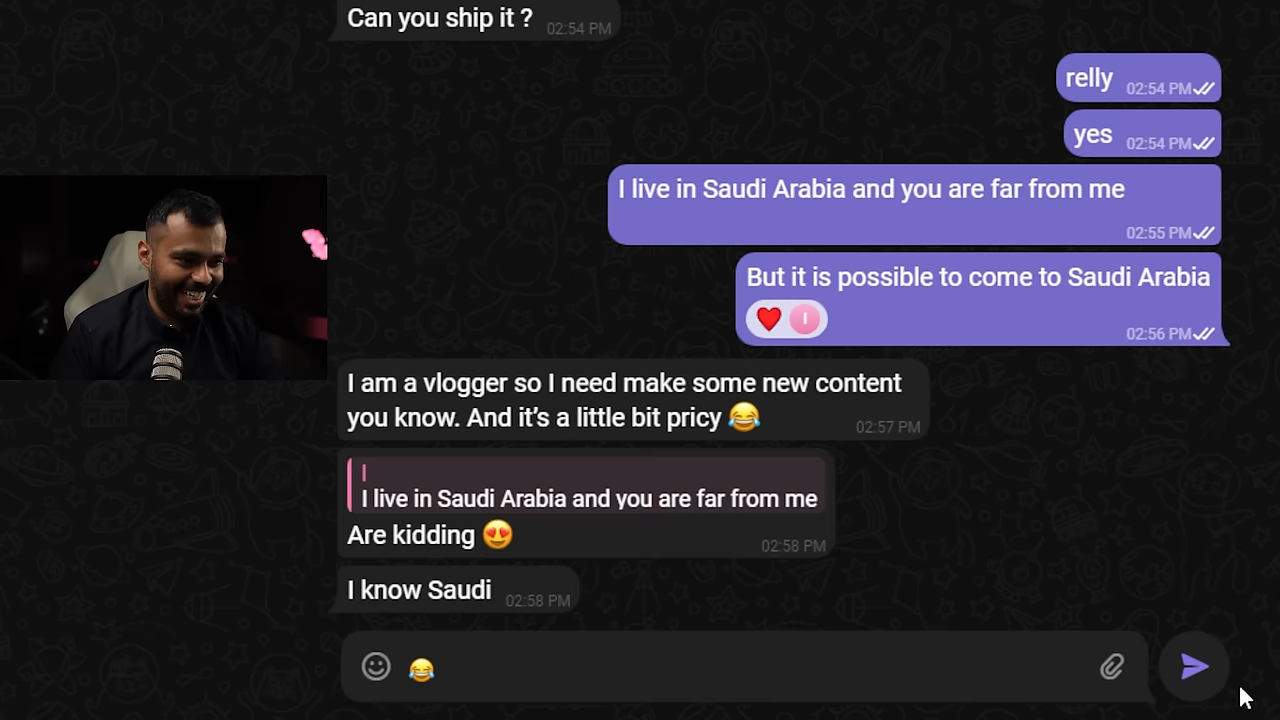 Can you ship it ? 02:54 PM
relly 02:54 PM
yes 02:54 PM
I live in Saudi Arabia and you are far from me
02:55 PM
But it is possible to come to Saudi Arabia
❤️ I
02:56 PM
I am a vlogger so I need make some new content
you know. And it’s a little bit pricy 😂 02:57 PM
I
I live in Saudi Arabia and you are far from me
Are kidding 😍 02:58 PM
I know Saudi 02:58 PM
😂